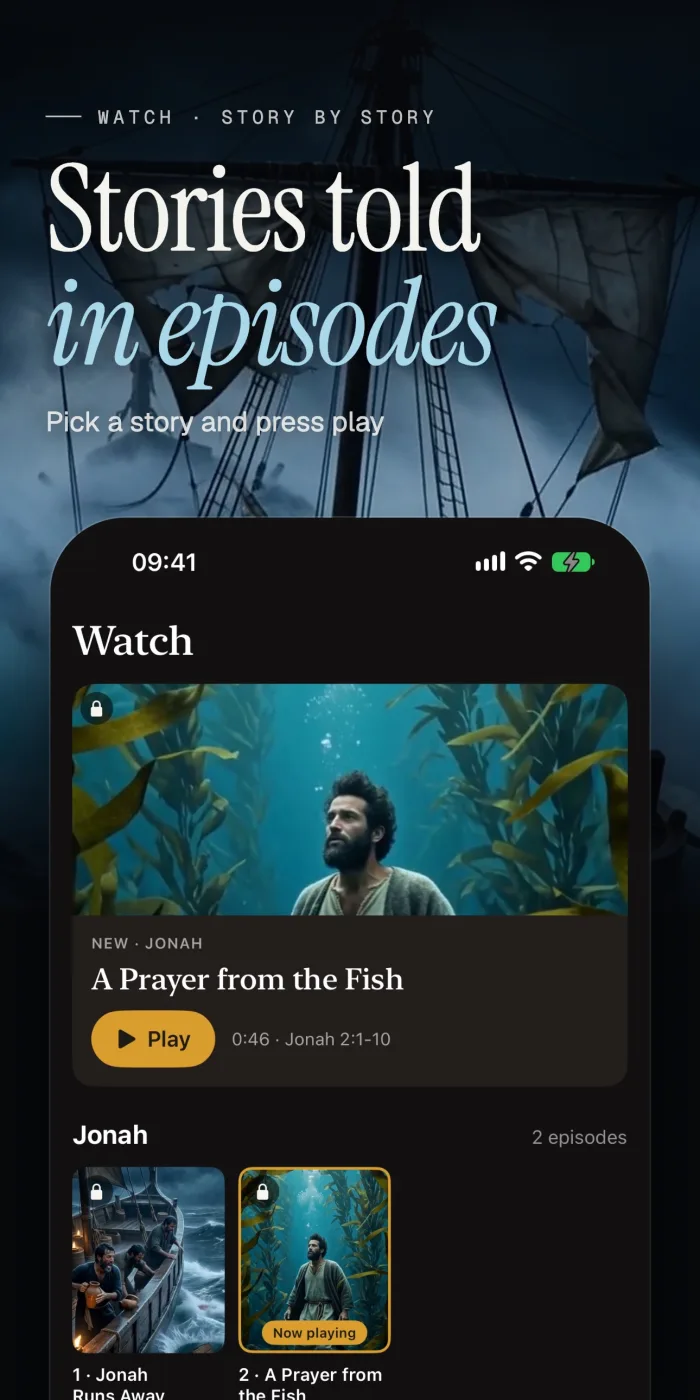 WATCH · STORY BY STORY
Stories told
in episodes
Pick a story and press play
09:41
Watch
NEW · JONAH
A Prayer from the Fish
Play
0:46 · Jonah 2:1-10
Jonah
2 episodes
Now playing
1 · Jonah
Runs Away
2 · A Prayer from
the Fish